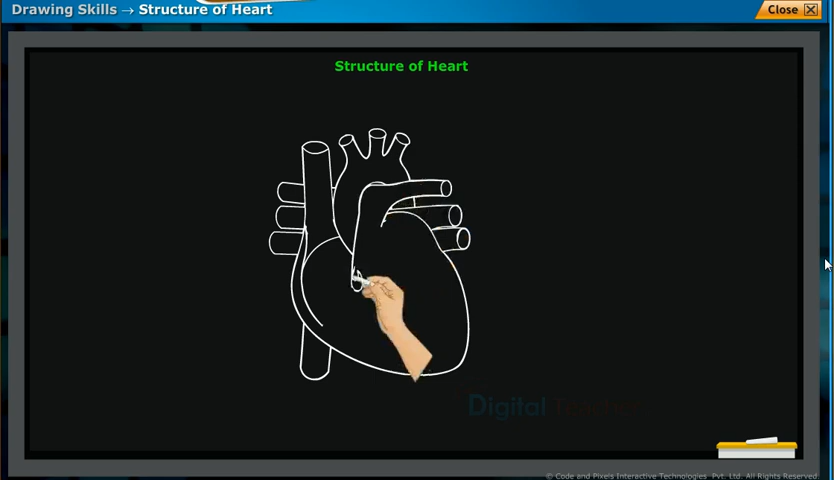 Drawing Skills → Structure of Heart
Close
Structure of Heart
Digital Teacher
© Code and Pixels Interactive Technologies Pvt. Ltd. All Rights Reserved.